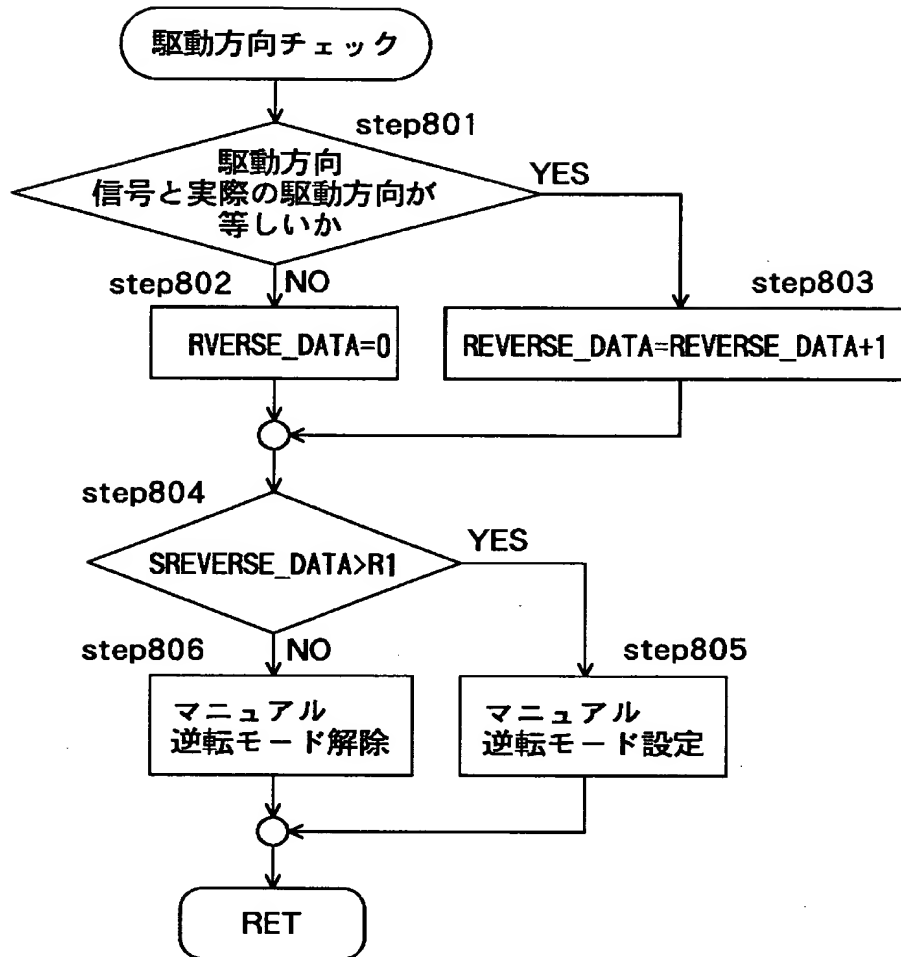 駆動方向チェック
step801
駆動方向
信号と実際の駆動方向が
等しいか
YES
step802
NO
step803
RVERSE_DATA=0
REVERSE_DATA=REVERSE_DATA+1
step804
SREVERSE_DATA>R1
YES
step806
NO
step805
マニュアル
逆転モード解除
マニュアル
逆転モード設定
RET